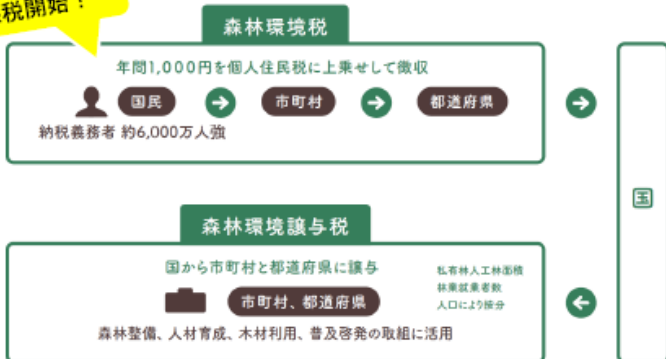 税開始！
森林環境税
年間1,000円を個人住民税に上乗せして徴収
国民
市町村
都道府県
納税義務者 約6,000万人強
国
森林環境譲与税
国から市町村と都道府県に譲与
私有林人工林面積
林業就業者数
人口により按分
市町村、都道府県
森林整備、人材育成、木材利用、普及啓発の取組に活用